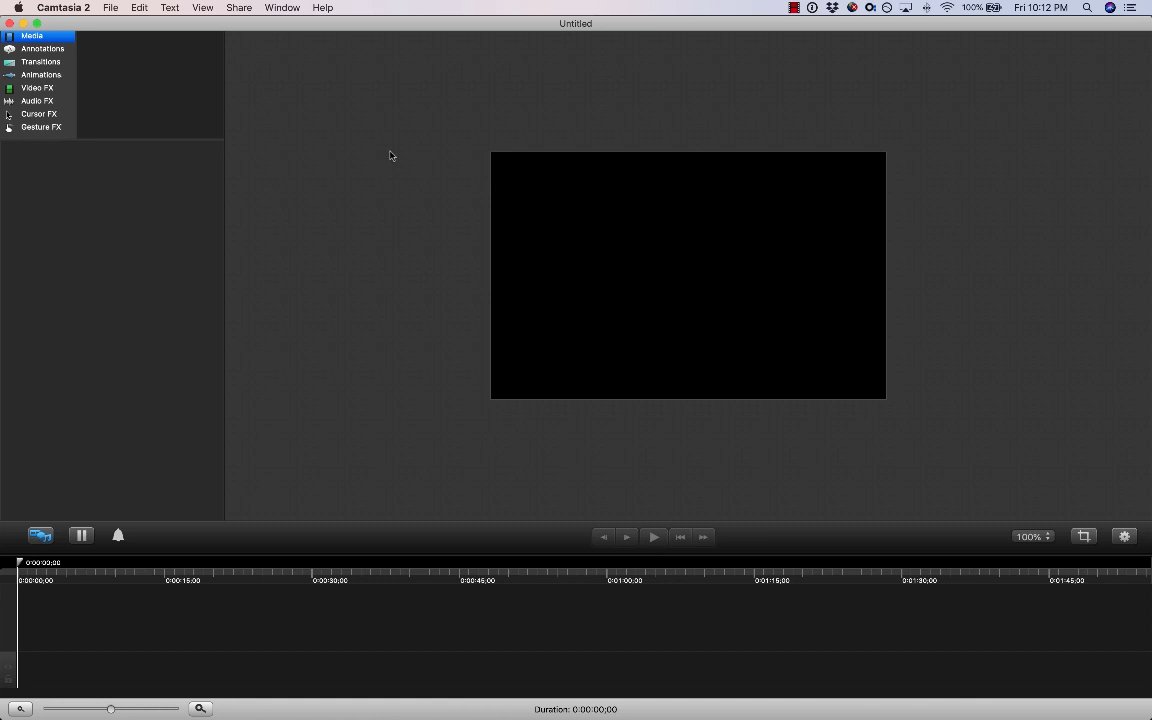 Camtasia 2 File Edit Text View Share Window Help 100% Fri 10:12 PM
Untitled
Media
Annotations
Transitions
Animations
Video FX
Audio FX
Cursor FX
Gesture FX
100%
0:00:00;00
0:00:00;00 0:00:15;00 0:00:30;00 0:00:45;00 0:01:00;00 0:01:15;00 0:01:30;00 0:01:45;00
Duration: 0:00:00;00